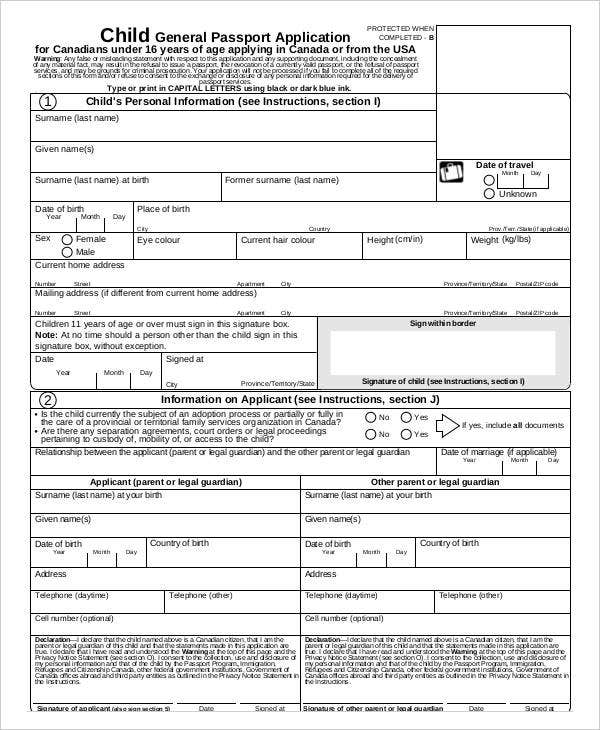 Child General Passport Application
PROTECTED WHEN
COMPLETED - B
for Canadians under 16 years of age applying in Canada or from the USA
Warning: Any false or misleading statement with respect to this application and any supporting document, including the concealment
of any material fact, may result in the refusal to issue a passport, the revocation of a currently valid passport, or the refusal of passport
services, and may be grounds for criminal prosecution. Your application will not be processed if you fail to complete all of the required
sections of this form and/or refuse to consent to the exchange or disclosure of any personal information required for the delivery of
passport services.
Type or print in CAPITAL LETTERS using black or dark blue ink.
1 Child's Personal Information (see Instructions, section I)
Surname (last name)
Given name(s)
Date of travel
Month Day
Unknown
Surname (last name) at birth Former surname (last name)
Date of birth Place of birth
Year Month Day
City Country Prov./Terr./State (if applicable)
Sex Female Eye colour Current hair colour Height (cm/in) Weight (kg/lbs)
Male
Current home address
Number Street Apartment City Province/Territory/State Postal/ZIP code
Mailing address (if different from current home address)
Number Street Apartment City Province/Territory/State Postal/ZIP code
Children 11 years of age or over must sign in this signature box.
Note: At no time should a person other than the child sign in this
signature box, without exception.
Sign within border
Date Signed at
Year Month Day
City Province/Territory/State
Signature of child (see Instructions, section I)
2 Information on Applicant (see Instructions, section J)
• Is the child currently the subject of an adoption process or partially or fully in
the care of a provincial or territorial family services organization in Canada?
No Yes
• Are there any separation agreements, court orders or legal proceedings
pertaining to custody of, mobility of, or access to the child?
No Yes
If yes, include all documents
Relationship between the applicant (parent or legal guardian) and the other parent or legal guardian Date of marriage (if applicable)
Year Month Day
Applicant (parent or legal guardian) Other parent or legal guardian
Surname (last name) at your birth Surname (last name) at your birth
Given name(s) Given name(s)
Date of birth Country of birth Date of birth Country of birth
Year Month Day Year Month Day
Address Address
Telephone (daytime) Telephone (other) Telephone (daytime) Telephone (other)
Cell number (optional) Cell number (optional)
Declaration—I declare that the child named above is a Canadian citizen, that I am the
parent or legal guardian of this child and that the statements made in this application are
true. I declare that I have read and understood the Warning at the top of this page and the
Privacy Notice Statement (see section O). I consent to the collection, use and disclosure of
my personal information and that of the child by the Passport Program, Immigration,
Refugees and Citizenship Canada, other federal government institutions, Government of
Canada offices abroad and third party entities as outlined in the Privacy Notice Statement in
the Instructions.
Declaration—I declare that the child named above is a Canadian citizen, that I am the
parent or legal guardian of this child and that the statements made in this application are
true. I declare that I have read and understood the Warning at the top of this page and the
Privacy Notice Statement (see section O). I consent to the collection, use and disclosure of
my personal information and that of the child by the Passport Program, Immigration,
Refugees and Citizenship Canada, other federal government institutions, Government of
Canada offices abroad and third party entities as outlined in the Privacy Notice Statement in
the Instructions.
Signature of applicant (also sign section 5) Date Signed at Signature of other parent or legal guardian Date Signed at